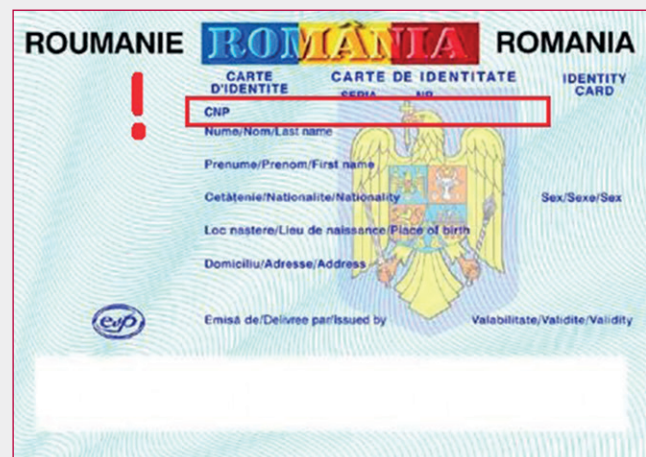 ROUMANIE ROMÂNIA ROMANIA
CARTE D'IDENTITE CARTE DE IDENTITATE IDENTITY CARD
SERIA NR
CNP
Nume/Nom/Last name
Prenume/Prenom/First name
Cetăţenie/Nationalite/Nationality Sex/Sexe/Sex
Loc nastere/Lieu de naissance/Place of birth
Domiciliu/Adresse/Address
Emisă de/Delivree par/Issued by Valabilitate/Validite/Validity